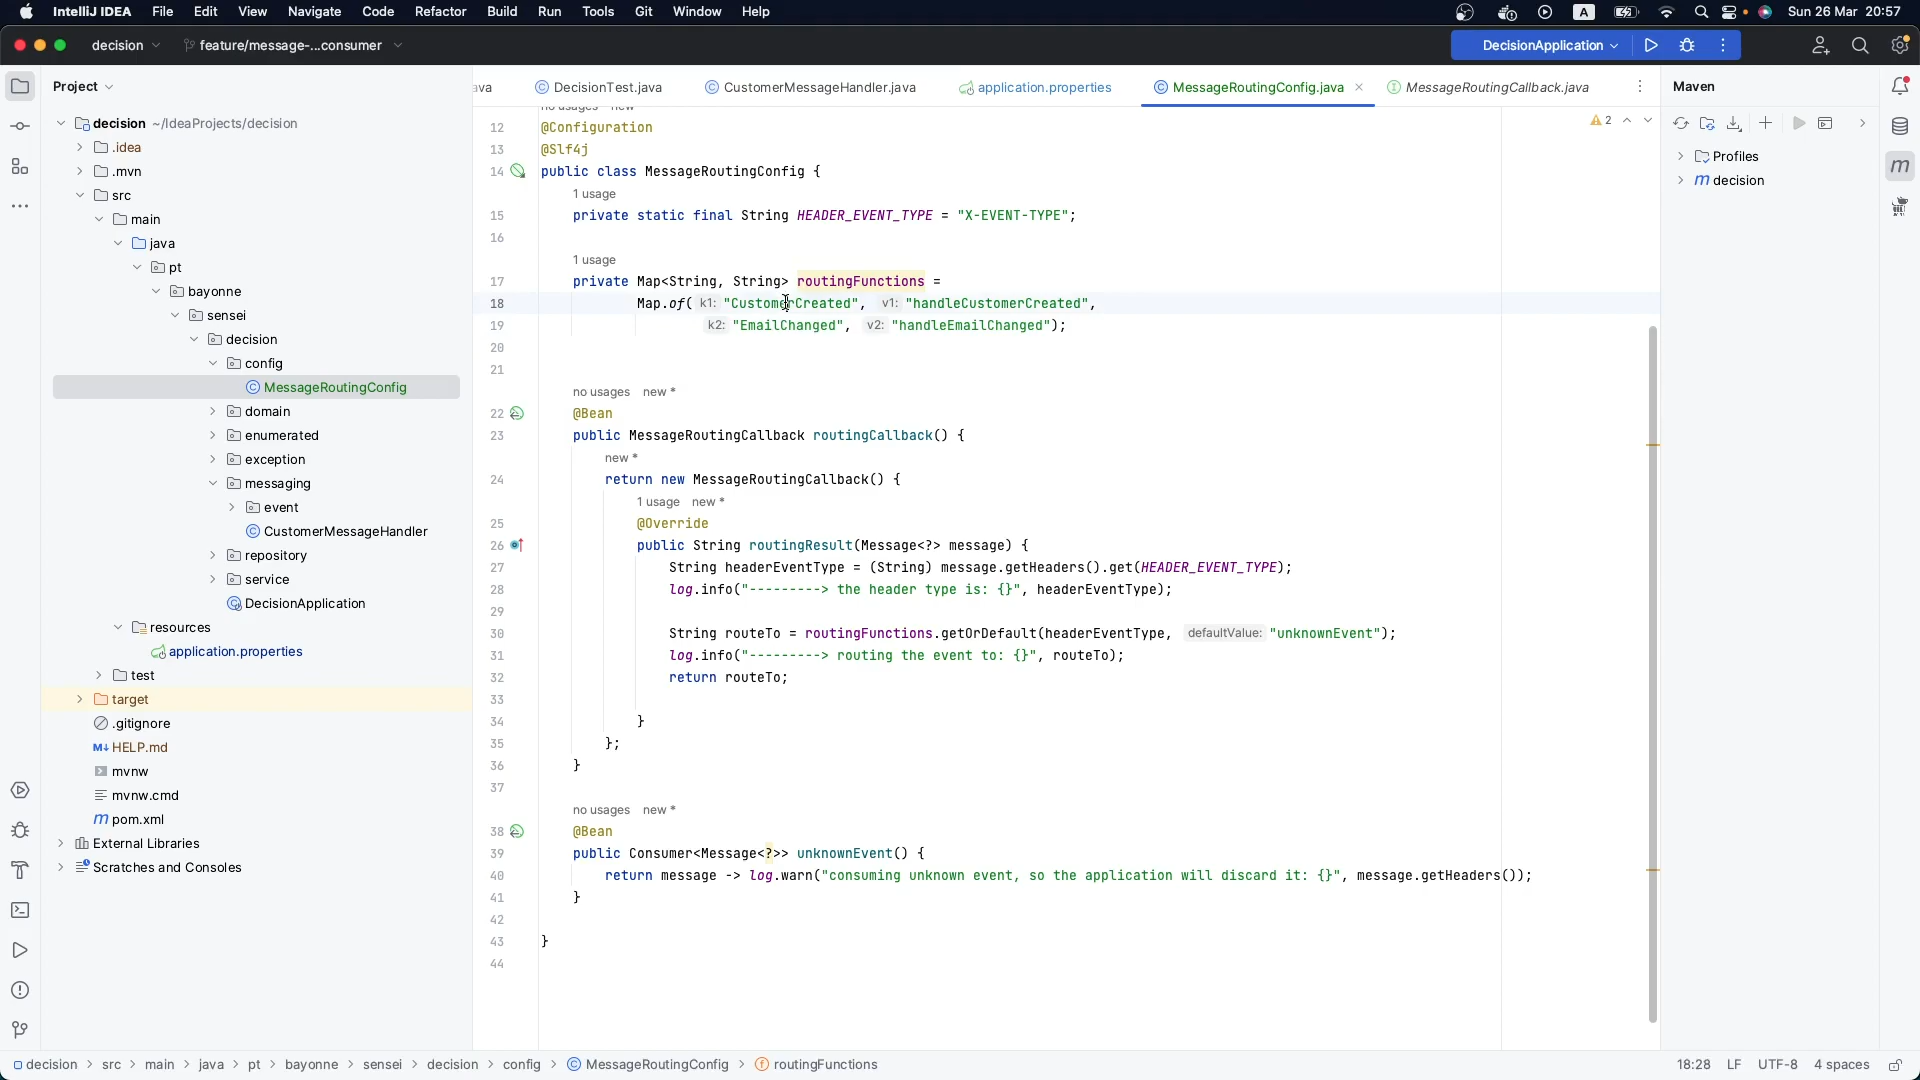 IntelliJ IDEA File Edit View Navigate Code Refactor Build Run Tools Git Window Help A Sun 26 Mar 20:57
decision feature/message-...consumer DecisionApplication
Project
decision ~/IdeaProjects/decision
.idea
.mvn
src
main
java
pt
bayonne
sensei
decision
config
MessageRoutingConfig
domain
enumerated
exception
messaging
event
CustomerMessageHandler
repository
service
DecisionApplication
resources
application.properties
test
target
.gitignore
M↓ HELP.md
mvnw
mvnw.cmd
m pom.xml
External Libraries
Scratches and Consoles
ava DecisionTest.java CustomerMessageHandler.java application.properties MessageRoutingConfig.java MessageRoutingCallback.java
no usages new *
2
12 @Configuration
13 @Slf4j
14 public class MessageRoutingConfig {
1 usage
15 private static final String HEADER_EVENT_TYPE = "X-EVENT-TYPE";
16
1 usage
17 private Map<String, String> routingFunctions =
18 Map.of( k1: "CustomerCreated", v1: "handleCustomerCreated",
19 k2: "EmailChanged", v2: "handleEmailChanged");
20
21
no usages new *
22 @Bean
23 public MessageRoutingCallback routingCallback() {
new *
24 return new MessageRoutingCallback() {
1 usage new *
25 @Override
26 public String routingResult(Message<?> message) {
27 String headerEventType = (String) message.getHeaders().get(HEADER_EVENT_TYPE);
28 log.info("---------> the header type is: {}", headerEventType);
29
30 String routeTo = routingFunctions.getOrDefault(headerEventType, defaultValue: "unknownEvent");
31 log.info("---------> routing the event to: {}", routeTo);
32 return routeTo;
33
34 }
35 };
36 }
37
no usages new *
38 @Bean
39 public Consumer<Message<?>> unknownEvent() {
40 return message -> log.warn("consuming unknown event, so the application will discard it: {}", message.getHeaders());
41 }
42
43 }
44
Maven
Profiles
m decision
m
decision > src > main > java > pt > bayonne > sensei > decision > config > MessageRoutingConfig > routingFunctions 18:28 LF UTF-8 4 spaces